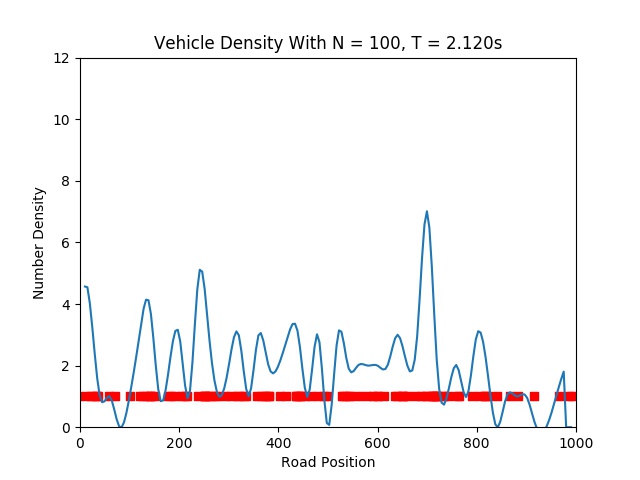 Vehicle Density With N = 100, T = 2.120s
12
10
8
6
4
2
0
Number Density
0 200 400 600 800 1000
Road Position